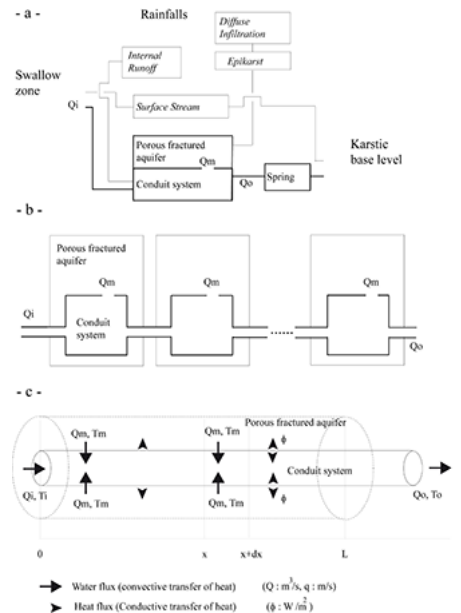 - a -
Rainfalls
Diffuse
Infiltration
Internal
Runoff
Epikarst
Swallow
zone
Qi
Surface Stream
Porous fractured
aquifer
Qm
Conduit system
Qo
Spring
Karstic
base level
- b -
Porous fractured
aquifer
Qm
Qm
Qm
Qi
Conduit
system
......
Qo
- c -
Porous fractured aquifer
Qm, Tm
Qm, Tm
ϕ
Conduit system
Qi, Ti
Qm, Tm
Qm, Tm
ϕ
Qo, To
0
x
x+dx
L
Water flux (convective transfer of heat) (Q : m³/s, q : m/s)
Heat flux (Conductive transfer of heat) (ϕ : W/m²)